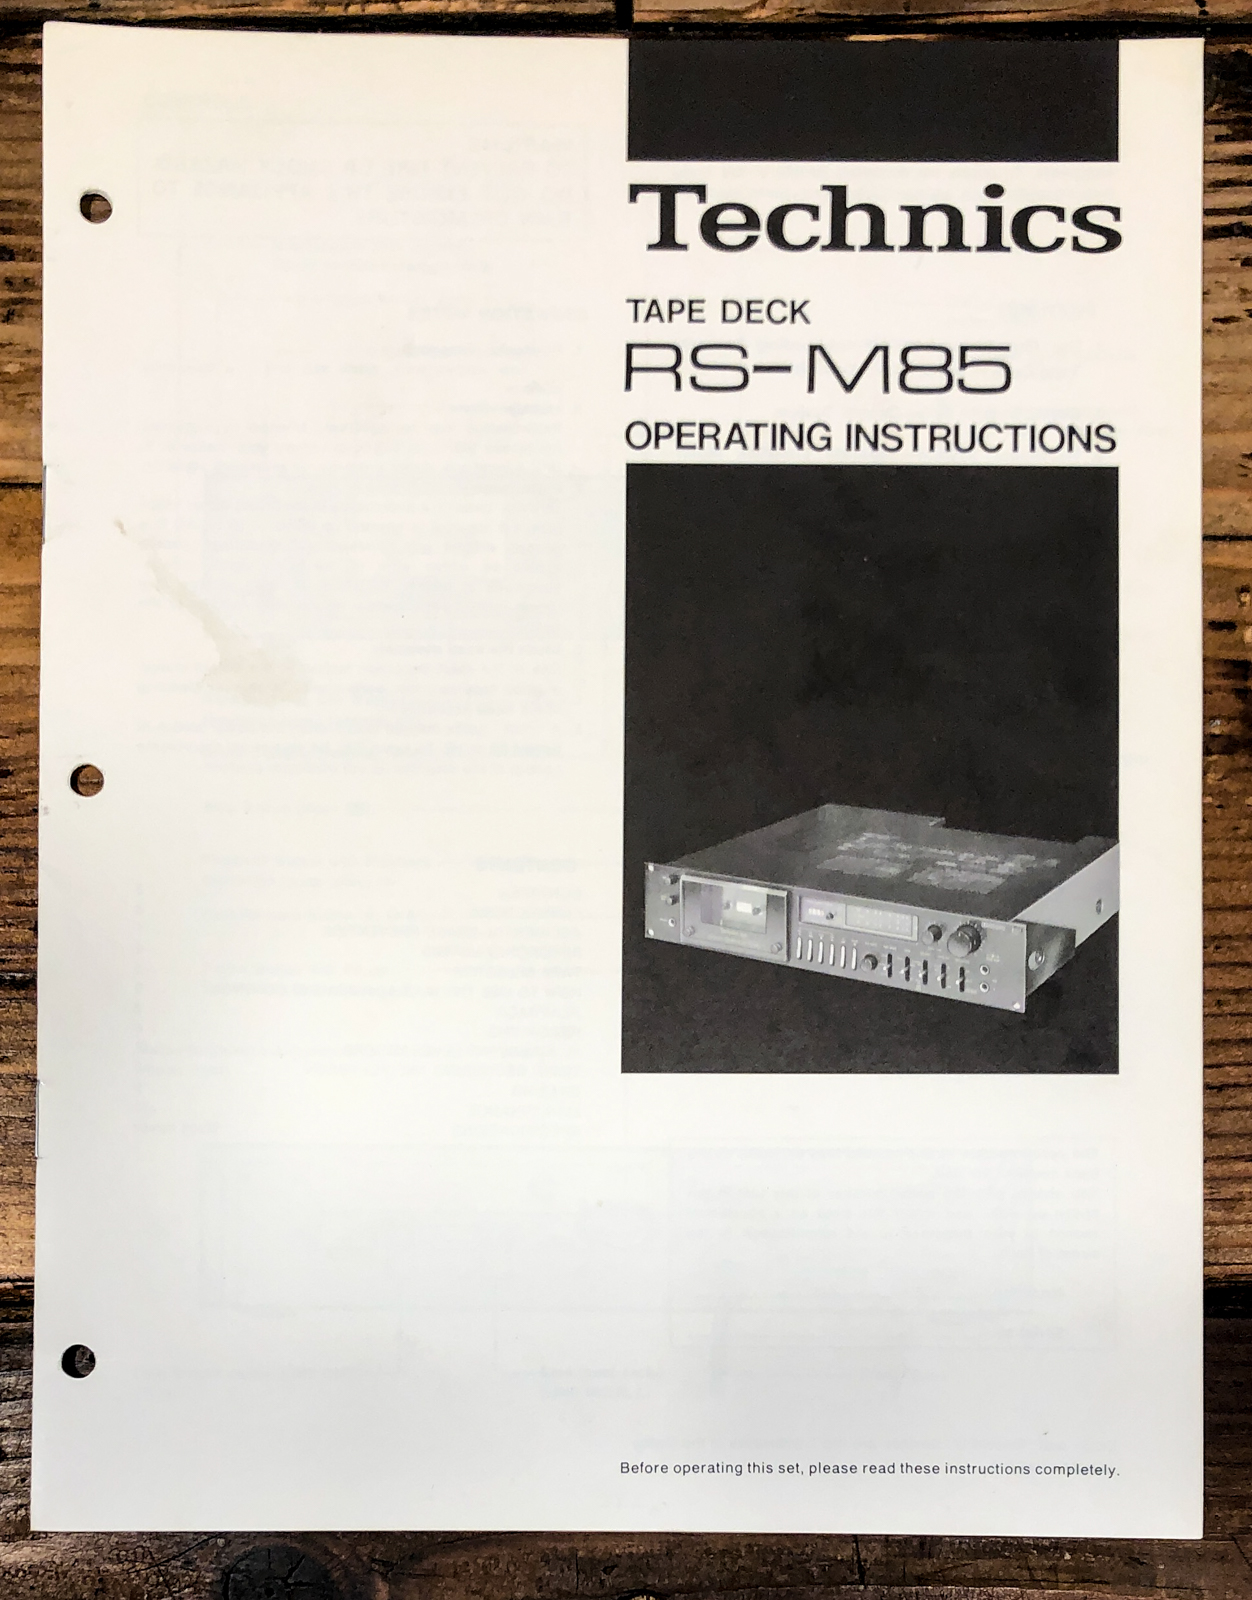 Technics
TAPE DECK
RS-M85
OPERATING INSTRUCTIONS
Before operating this set, please read these instructions completely.